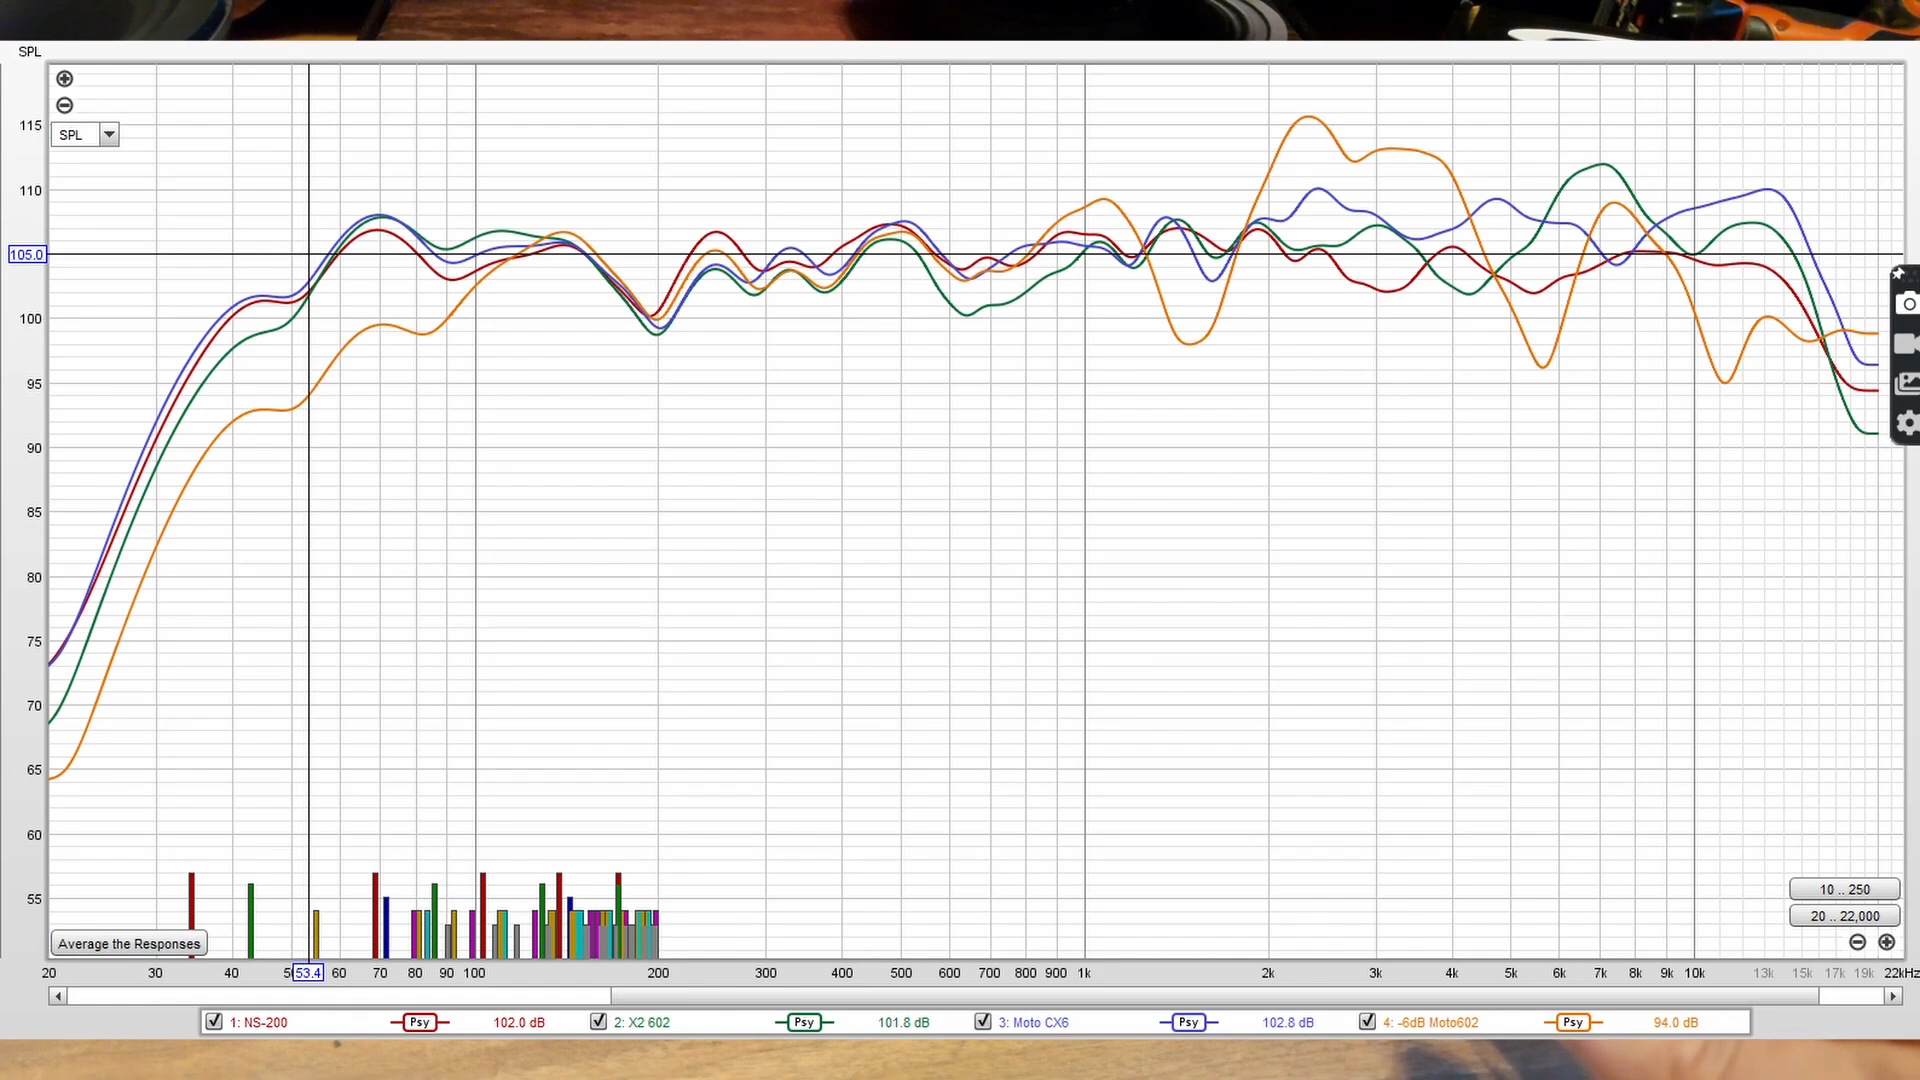 SPL
SPL
115
110
105.0
100
95
90
85
80
75
70
65
60
55
10 .. 250
20 .. 22,000
Average the Responses
20 30 40 53.4 60 70 80 90 100 200 300 400 500 600 700 800 900 1k 2k 3k 4k 5k 6k 7k 8k 9k 10k 13k 15k 17k 19k 22kHz
1: NS-200 Psy 102.0 dB 2: X2 602 Psy 101.8 dB 3: Moto CX6 Psy 102.8 dB 4: -6dB Moto602 Psy 94.0 dB